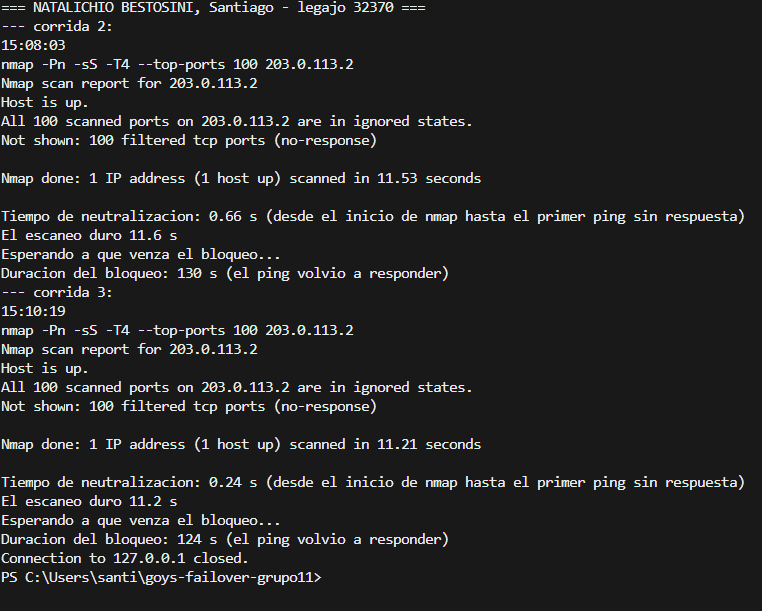 === NATALICHIO BESTOSINI, Santiago - legajo 32370 ===
--- corrida 2:
15:08:03
nmap -Pn -sS -T4 --top-ports 100 203.0.113.2
Nmap scan report for 203.0.113.2
Host is up.
All 100 scanned ports on 203.0.113.2 are in ignored states.
Not shown: 100 filtered tcp ports (no-response)
Nmap done: 1 IP address (1 host up) scanned in 11.53 seconds
Tiempo de neutralizacion: 0.66 s (desde el inicio de nmap hasta el primer ping sin respuesta)
El escaneo duro 11.6 s
Esperando a que venza el bloqueo...
Duracion del bloqueo: 130 s (el ping volvio a responder)
--- corrida 3:
15:10:19
nmap -Pn -sS -T4 --top-ports 100 203.0.113.2
Nmap scan report for 203.0.113.2
Host is up.
All 100 scanned ports on 203.0.113.2 are in ignored states.
Not shown: 100 filtered tcp ports (no-response)
Nmap done: 1 IP address (1 host up) scanned in 11.21 seconds
Tiempo de neutralizacion: 0.24 s (desde el inicio de nmap hasta el primer ping sin respuesta)
El escaneo duro 11.2 s
Esperando a que venza el bloqueo...
Duracion del bloqueo: 124 s (el ping volvio a responder)
Connection to 127.0.0.1 closed.
PS C:\Users\santi\goys-failover-grupo11>